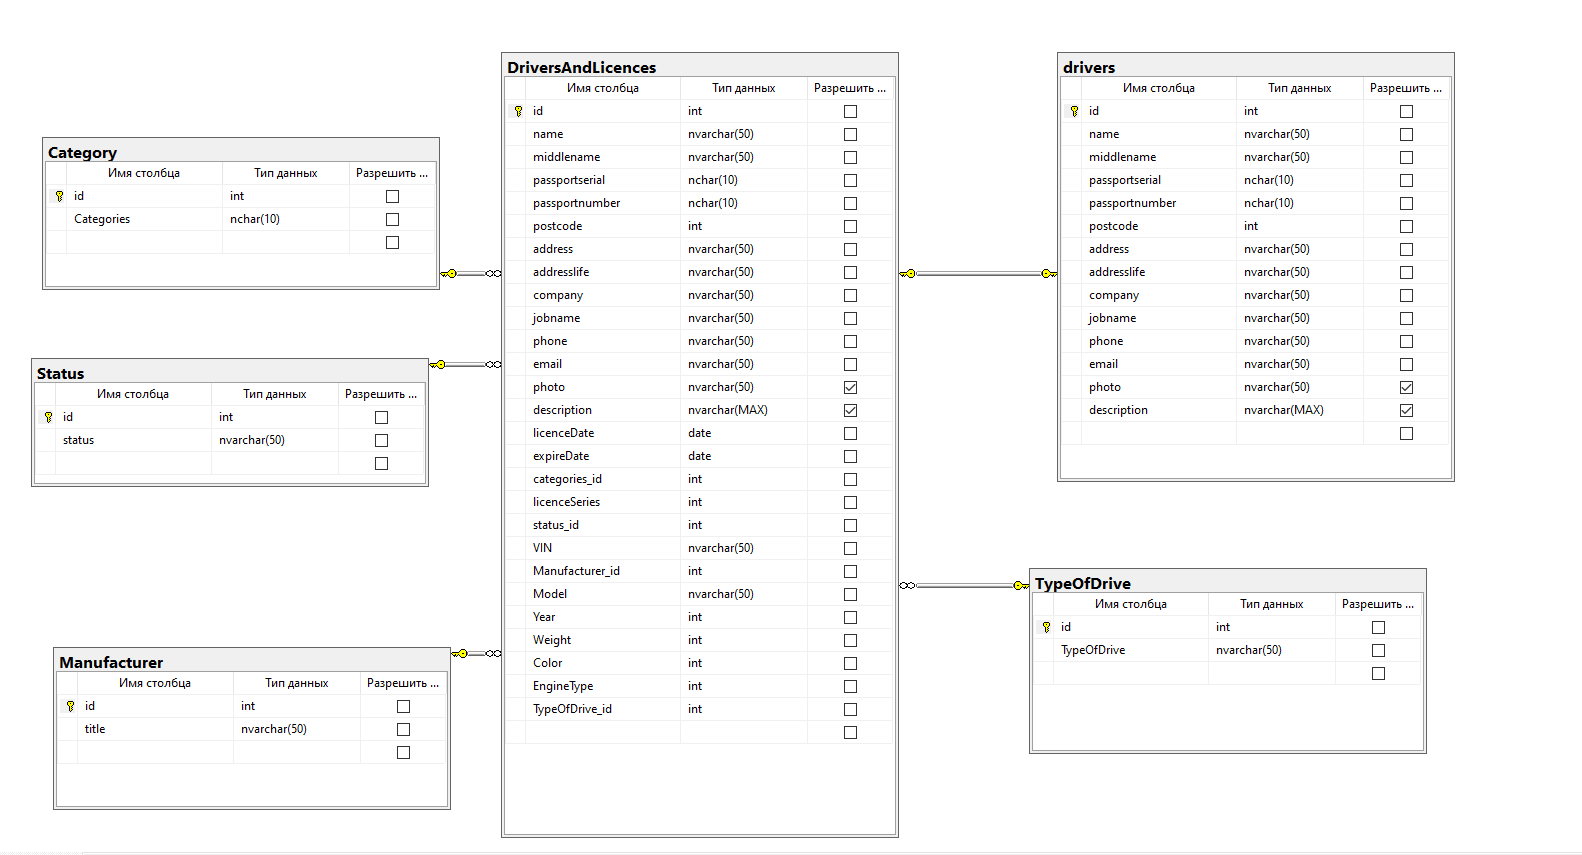 Category
Имя столбца Тип данных Разрешить ...
id int
Categories nchar(10)
Status
Имя столбца Тип данных Разрешить ...
id int
status nvarchar(50)
Manufacturer
Имя столбца Тип данных Разрешить ...
id int
title nvarchar(50)
DriversAndLicences
Имя столбца Тип данных Разрешить ...
id int
name nvarchar(50)
middlename nvarchar(50)
passportserial nchar(10)
passportnumber nchar(10)
postcode int
address nvarchar(50)
addresslife nvarchar(50)
company nvarchar(50)
jobname nvarchar(50)
phone nvarchar(50)
email nvarchar(50)
photo nvarchar(50)
description nvarchar(MAX)
licenceDate date
expireDate date
categories_id int
licenceSeries int
status_id int
VIN nvarchar(50)
Manufacturer_id int
Model nvarchar(50)
Year int
Weight int
Color int
EngineType int
TypeOfDrive_id int
drivers
Имя столбца Тип данных Разрешить ...
id int
name nvarchar(50)
middlename nvarchar(50)
passportserial nchar(10)
passportnumber nchar(10)
postcode int
address nvarchar(50)
addresslife nvarchar(50)
company nvarchar(50)
jobname nvarchar(50)
phone nvarchar(50)
email nvarchar(50)
photo nvarchar(50)
description nvarchar(MAX)
TypeOfDrive
Имя столбца Тип данных Разрешить ...
id int
TypeOfDrive nvarchar(50)